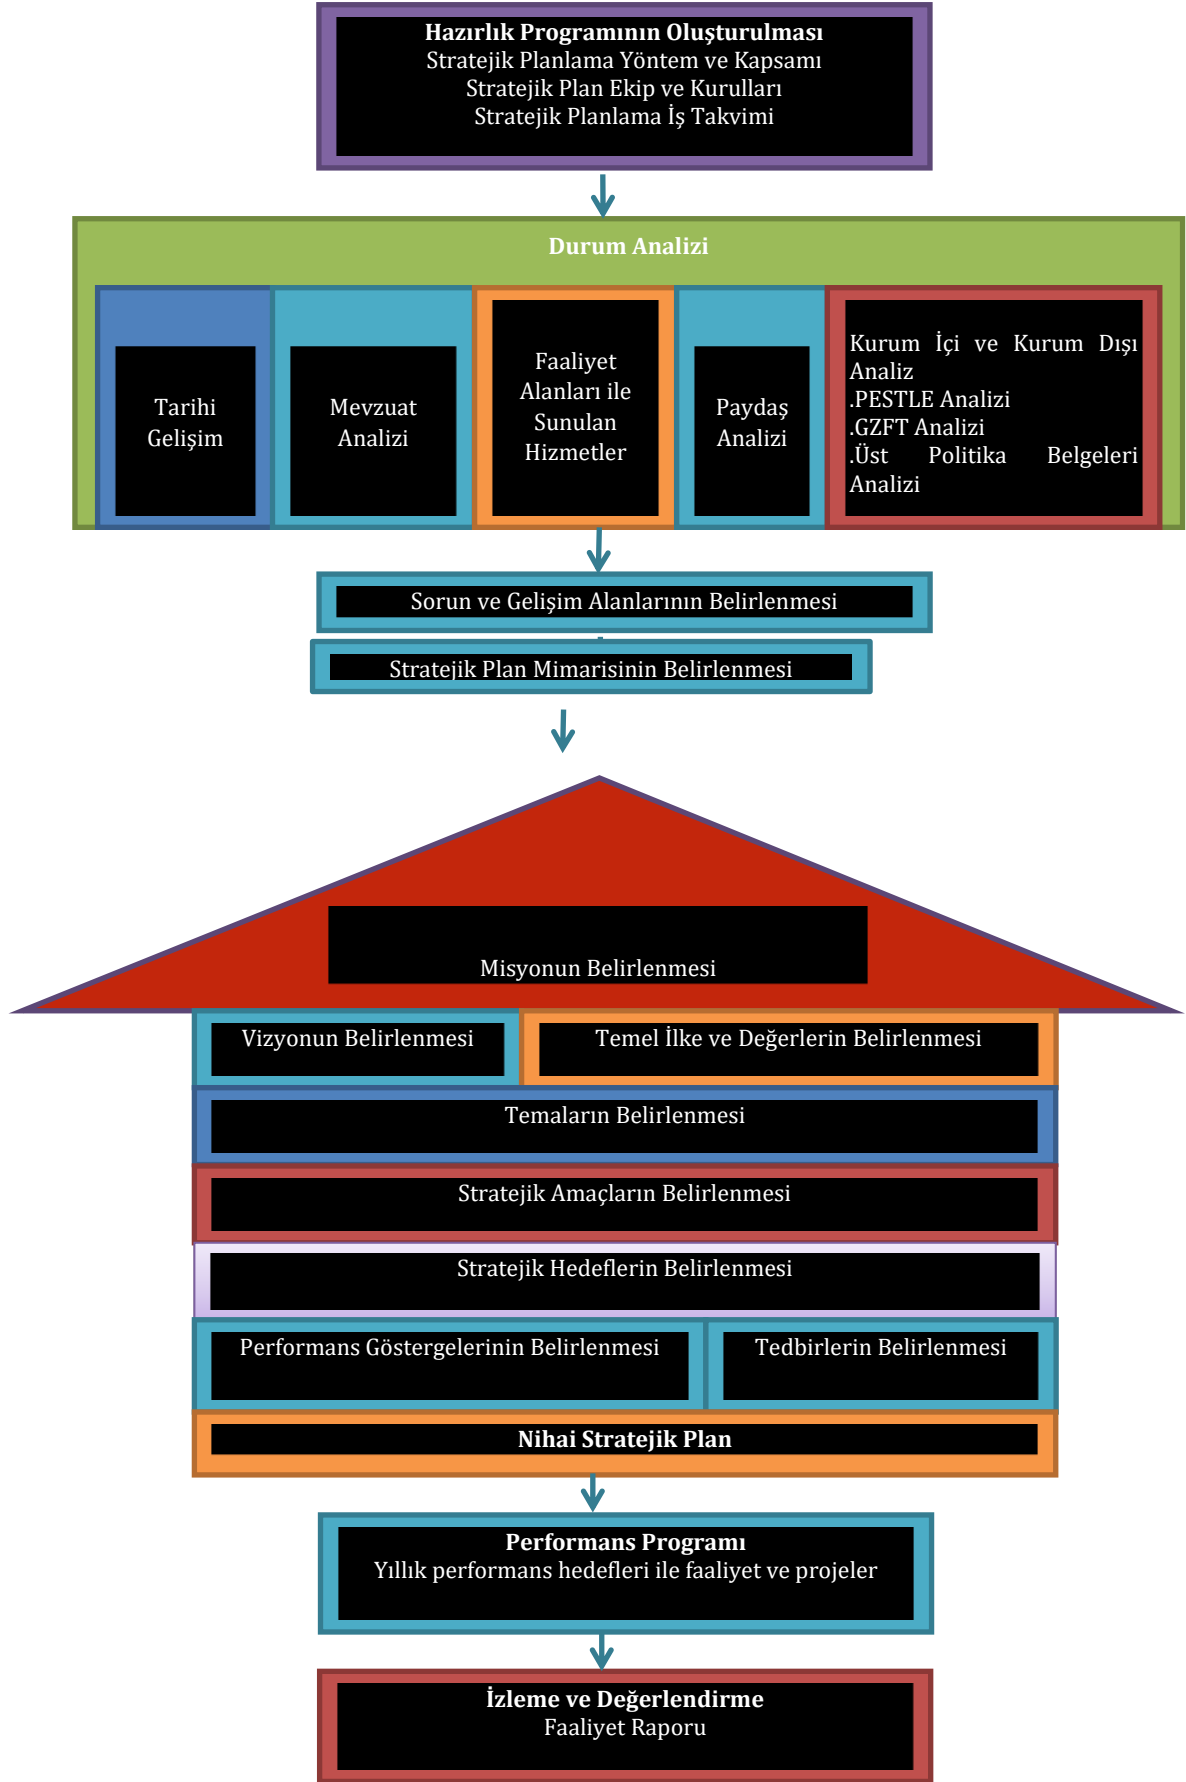 Hazırlık Programının Oluşturulması
Stratejik Planlama Yöntem ve Kapsamı
Stratejik Plan Ekip ve Kurulları
Stratejik Planlama İş Takvimi
Durum Analizi
Tarihi
Gelişim
Mevzuat
Analizi
Faaliyet
Alanları ile
Sunulan
Hizmetler
Paydaş
Analizi
Kurum İçi ve Kurum Dışı
Analiz
.PESTLE Analizi
.GZFT Analizi
.Üst Politika Belgeleri
Analizi
Sorun ve Gelişim Alanlarının Belirlenmesi
Stratejik Plan Mimarisinin Belirlenmesi
Misyonun Belirlenmesi
Vizyonun Belirlenmesi
Temel İlke ve Değerlerin Belirlenmesi
Temaların Belirlenmesi
Stratejik Amaçların Belirlenmesi
Stratejik Hedeflerin Belirlenmesi
Performans Göstergelerinin Belirlenmesi
Tedbirlerin Belirlenmesi
Nihai Stratejik Plan
Performans Programı
Yıllık performans hedefleri ile faaliyet ve projeler
İzleme ve Değerlendirme
Faaliyet Raporu